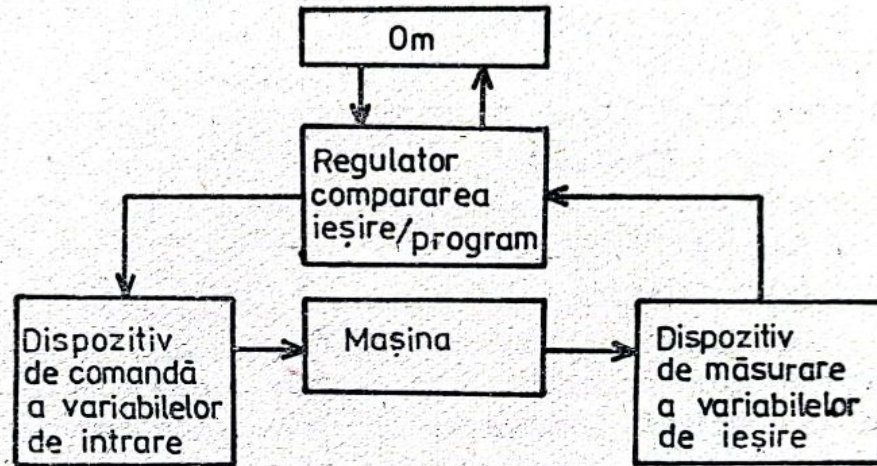 Om
Regulator
compararea
ieșire/program
Dispozitiv
de comandă
a variabilelor
de intrare
Mașina
Dispozitiv
de măsurare
a variabilelor
de ieșire